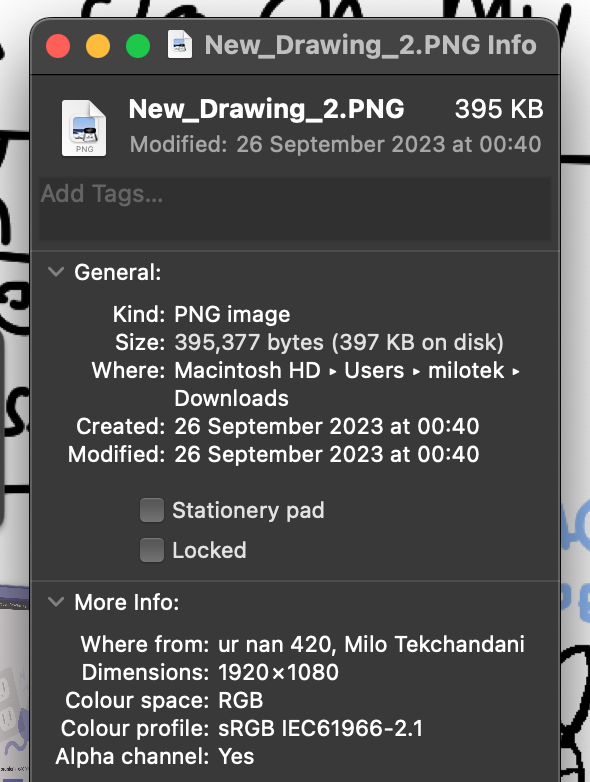 New_Drawing_2.PNG Info
New_Drawing_2.PNG 395 KB
Modified: 26 September 2023 at 00:40
PNG
Add Tags...
General:
Kind: PNG image
Size: 395,377 bytes (397 KB on disk)
Where: Macintosh HD ▸ Users ▸ milotek ▸
Downloads
Created: 26 September 2023 at 00:40
Modified: 26 September 2023 at 00:40
Stationery pad
Locked
More Info:
Where from: ur nan 420, Milo Tekchandani
Dimensions: 1920×1080
Colour space: RGB
Colour profile: sRGB IEC61966-2.1
Alpha channel: Yes